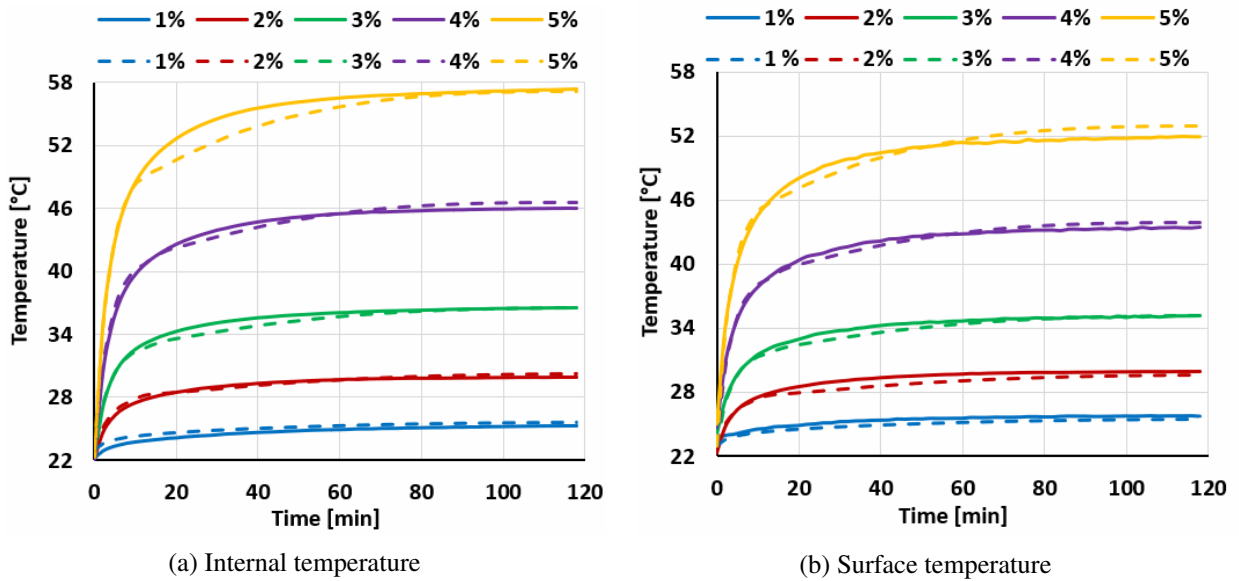 1% 2% 3% 4% 5%
1% 2% 3% 4% 5%
58
52
46
40
34
28
22
Temperature [°C]
0 20 40 60 80 100 120
Time [min]
(a) Internal temperature
1% 2% 3% 4% 5%
1 % 2% 3% 4% 5%
58
52
46
40
34
28
22
Temperature [°C]
0 20 40 60 80 100 120
Time [min]
(b) Surface temperature